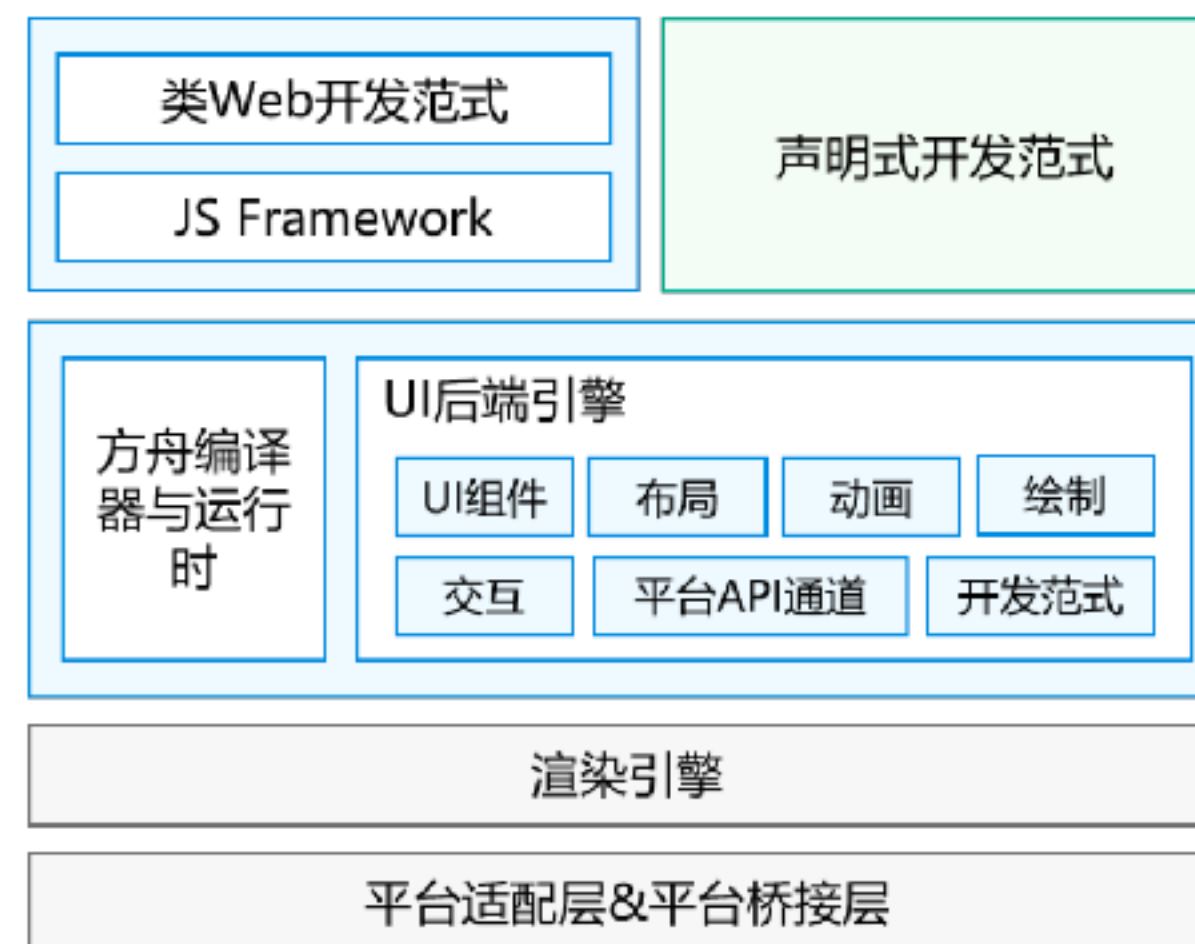 类Web开发范式
JS Framework
声明式开发范式
方舟编译
器与运行
时
UI后端引擎
UI组件
布局
动画
绘制
交互
平台API通道
开发范式
渲染引擎
平台适配层&平台桥接层